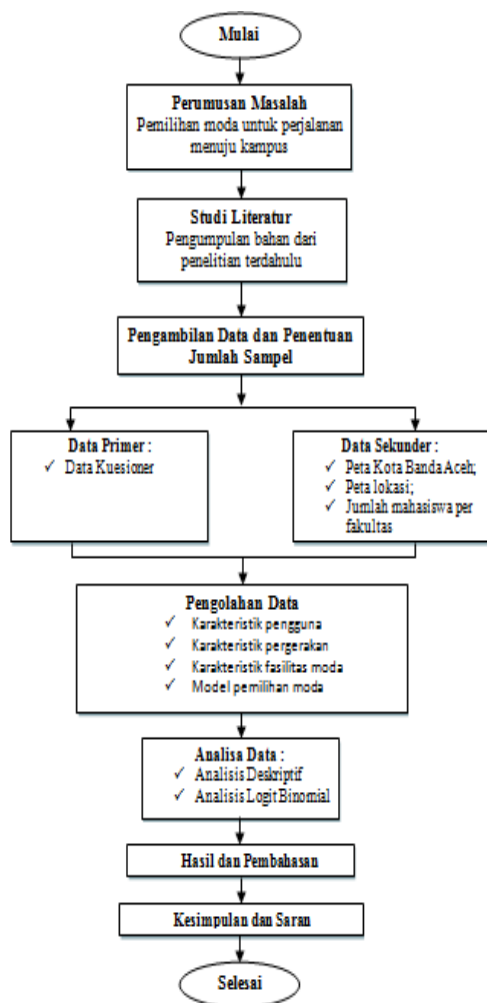 Mulai
Perumusan Masalah
Pemilihan moda untuk perjalanan
menuju kampus
Studi Literatur
Pengumpulan bahan dari
penelitian terdahulu
Pengambilan Data dan Penentuan
Jumlah Sampel
Data Primer :
✓ Data Kuesioner
Data Sekunder :
✓ Peta Kota Banda Aceh;
✓ Peta lokasi;
✓ Jumlah mahasiswa per
fakultas
Pengolahan Data
✓ Karakteristik pengguna
✓ Karakteristik pergerakan
✓ Karakteristik fasilitas moda
✓ Model pemilihan moda
Analisa Data :
✓ Analisis Deskriptif
✓ Analisis Logit Binomial
Hasil dan Pembahasan
Kesimpulan dan Saran
Selesai